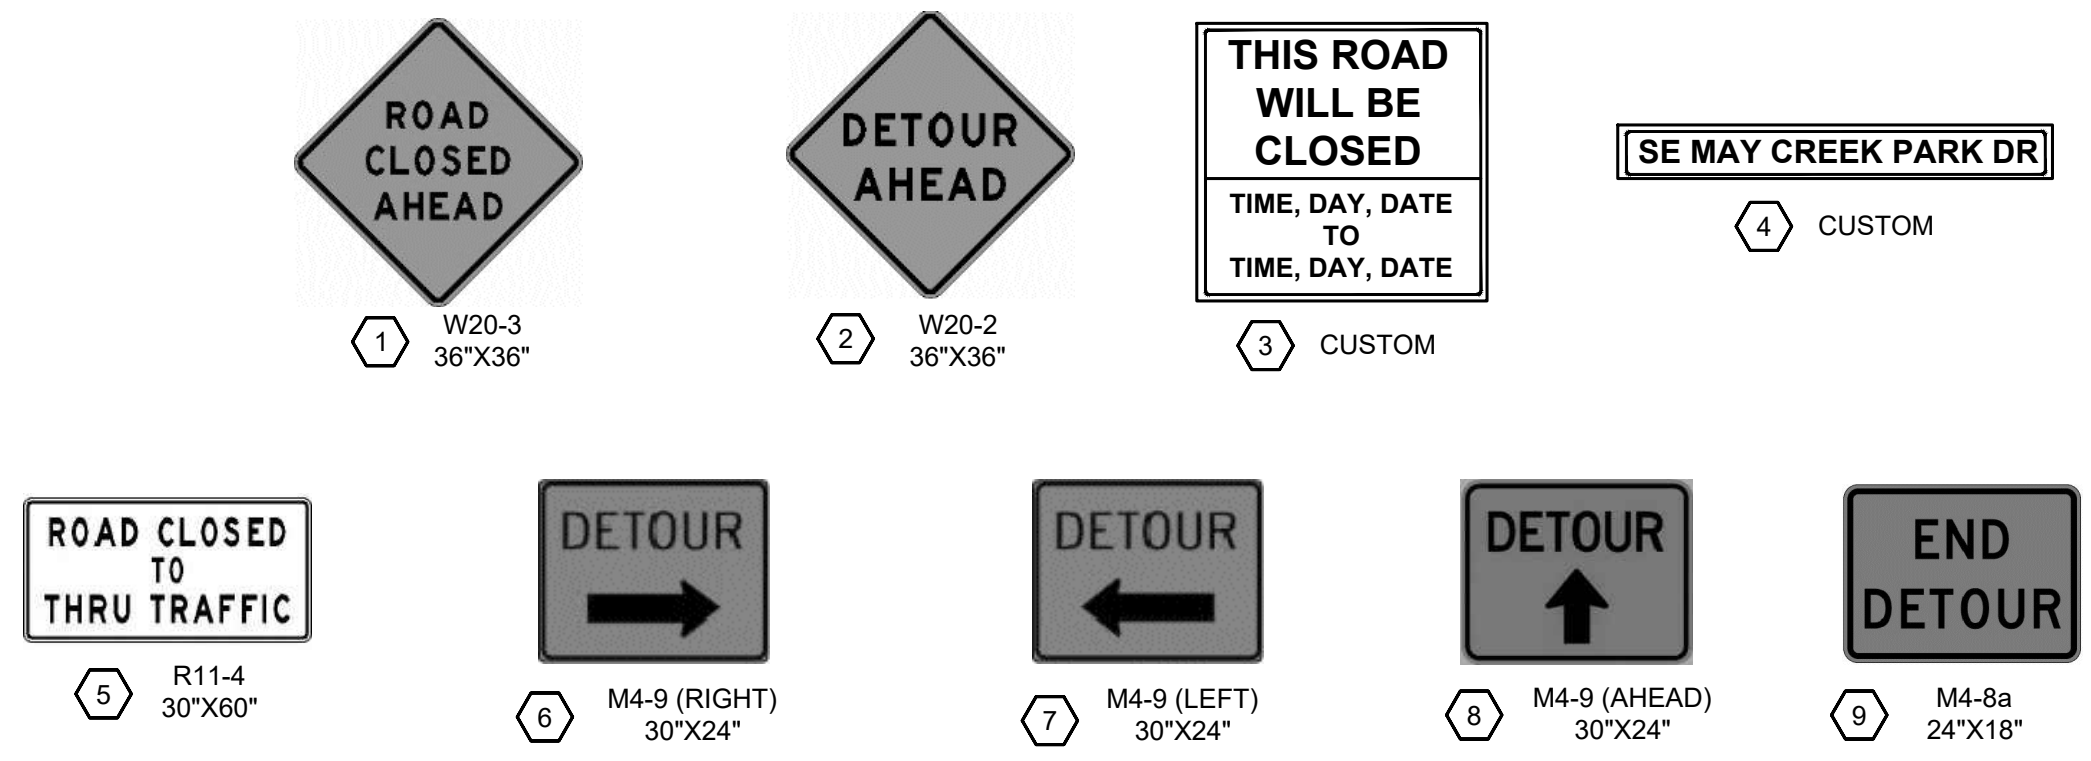 ROAD
CLOSED
AHEAD
1
W20-3
36"X36"
DETOUR
AHEAD
2
W20-2
36"X36"
THIS ROAD
WILL BE
CLOSED
TIME, DAY, DATE
TO
TIME, DAY, DATE
3
CUSTOM
SE MAY CREEK PARK DR
4
CUSTOM
ROAD CLOSED
TO
THRU TRAFFIC
5
R11-4
30"X60"
DETOUR
6
M4-9 (RIGHT)
30"X24"
DETOUR
7
M4-9 (LEFT)
30"X24"
DETOUR
8
M4-9 (AHEAD)
30"X24"
END
DETOUR
9
M4-8a
24"X18"